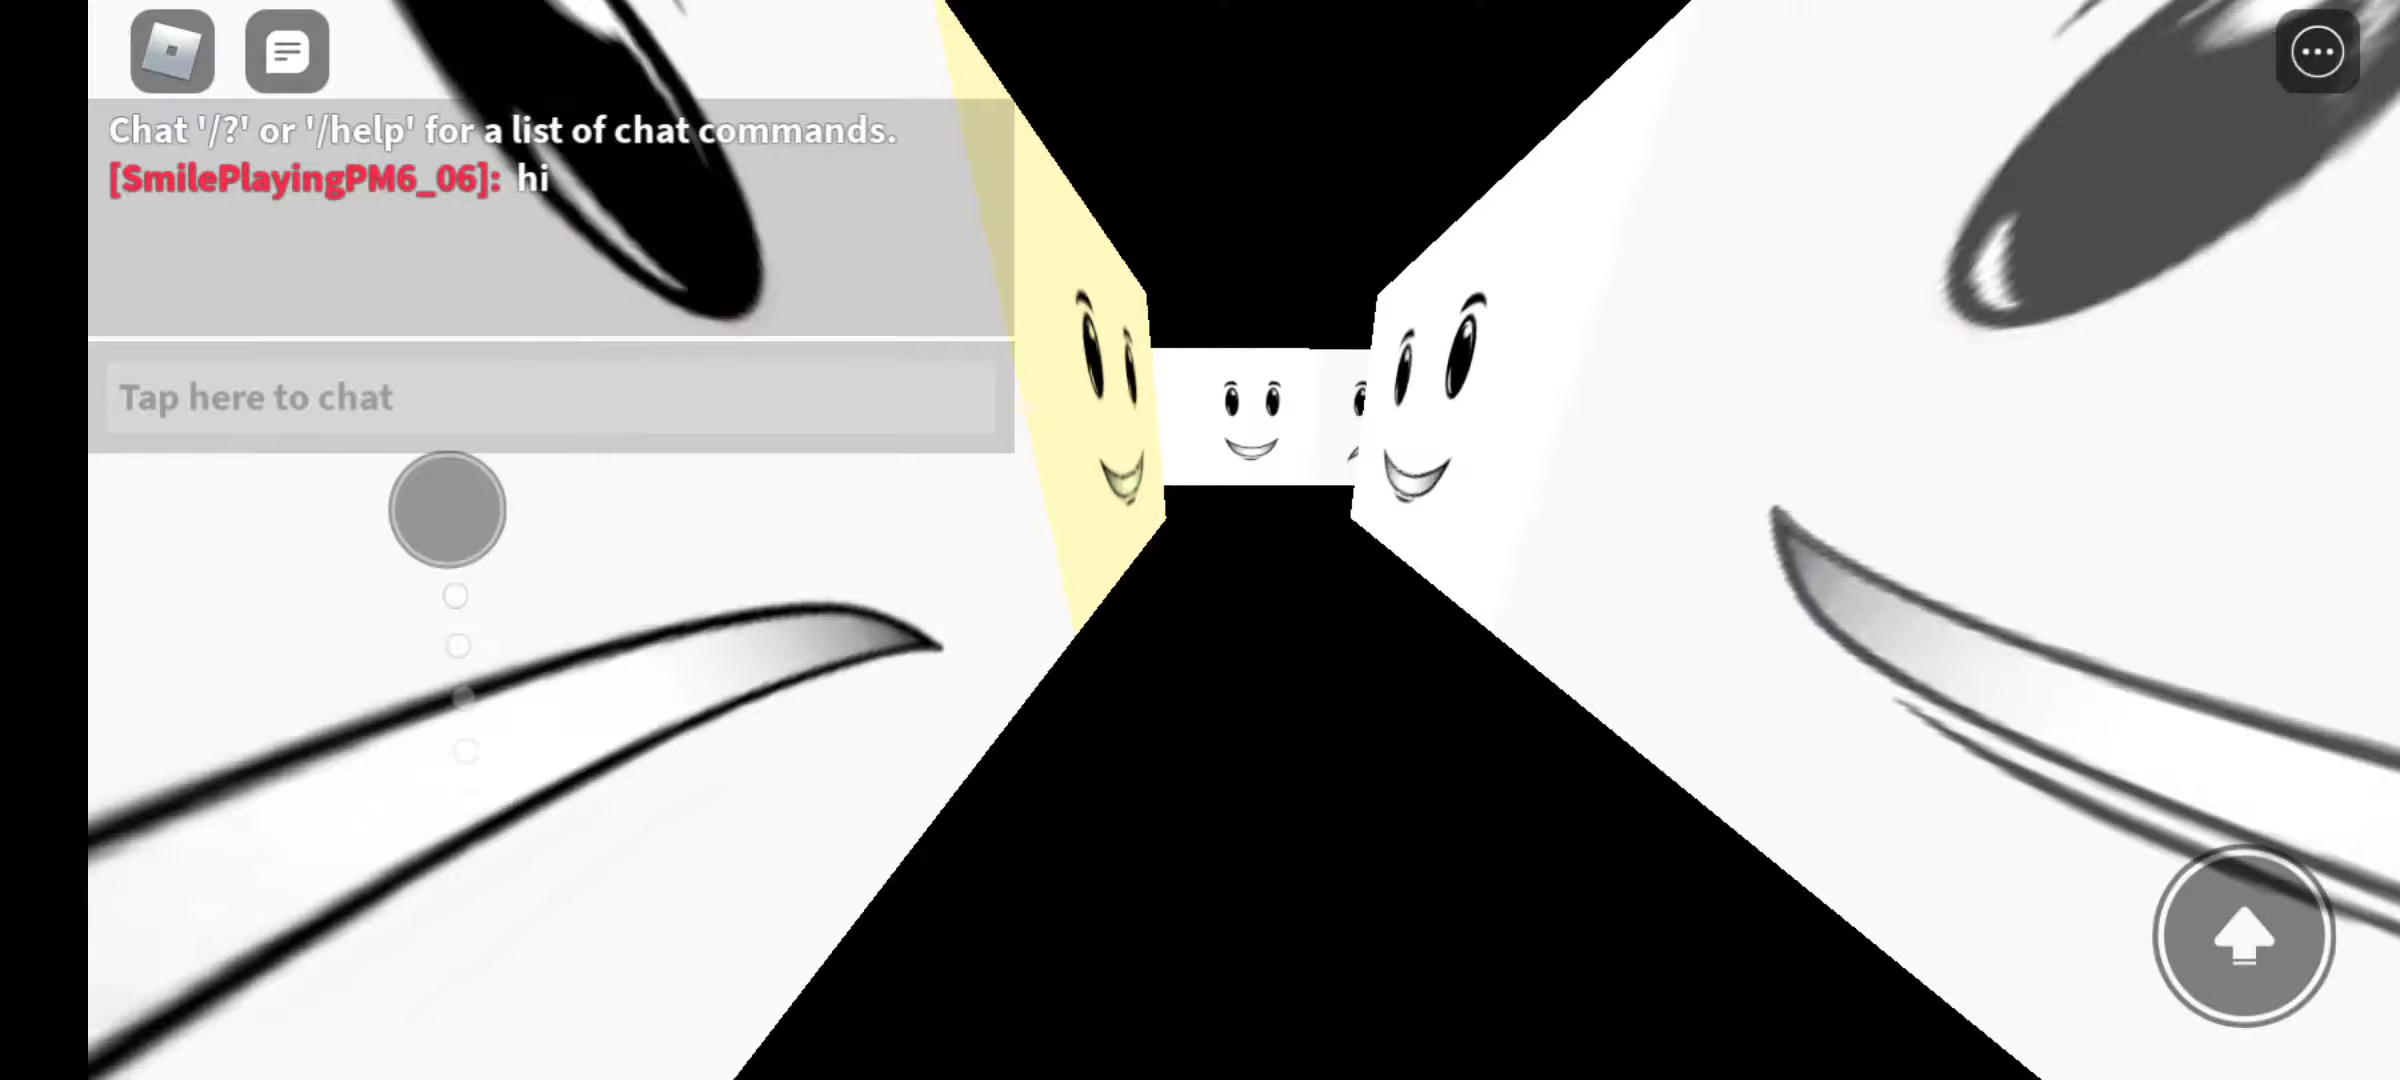 Chat '/?' or '/help' for a list of chat commands.
[SmilePlayingPM6_06]: hi
Tap here to chat